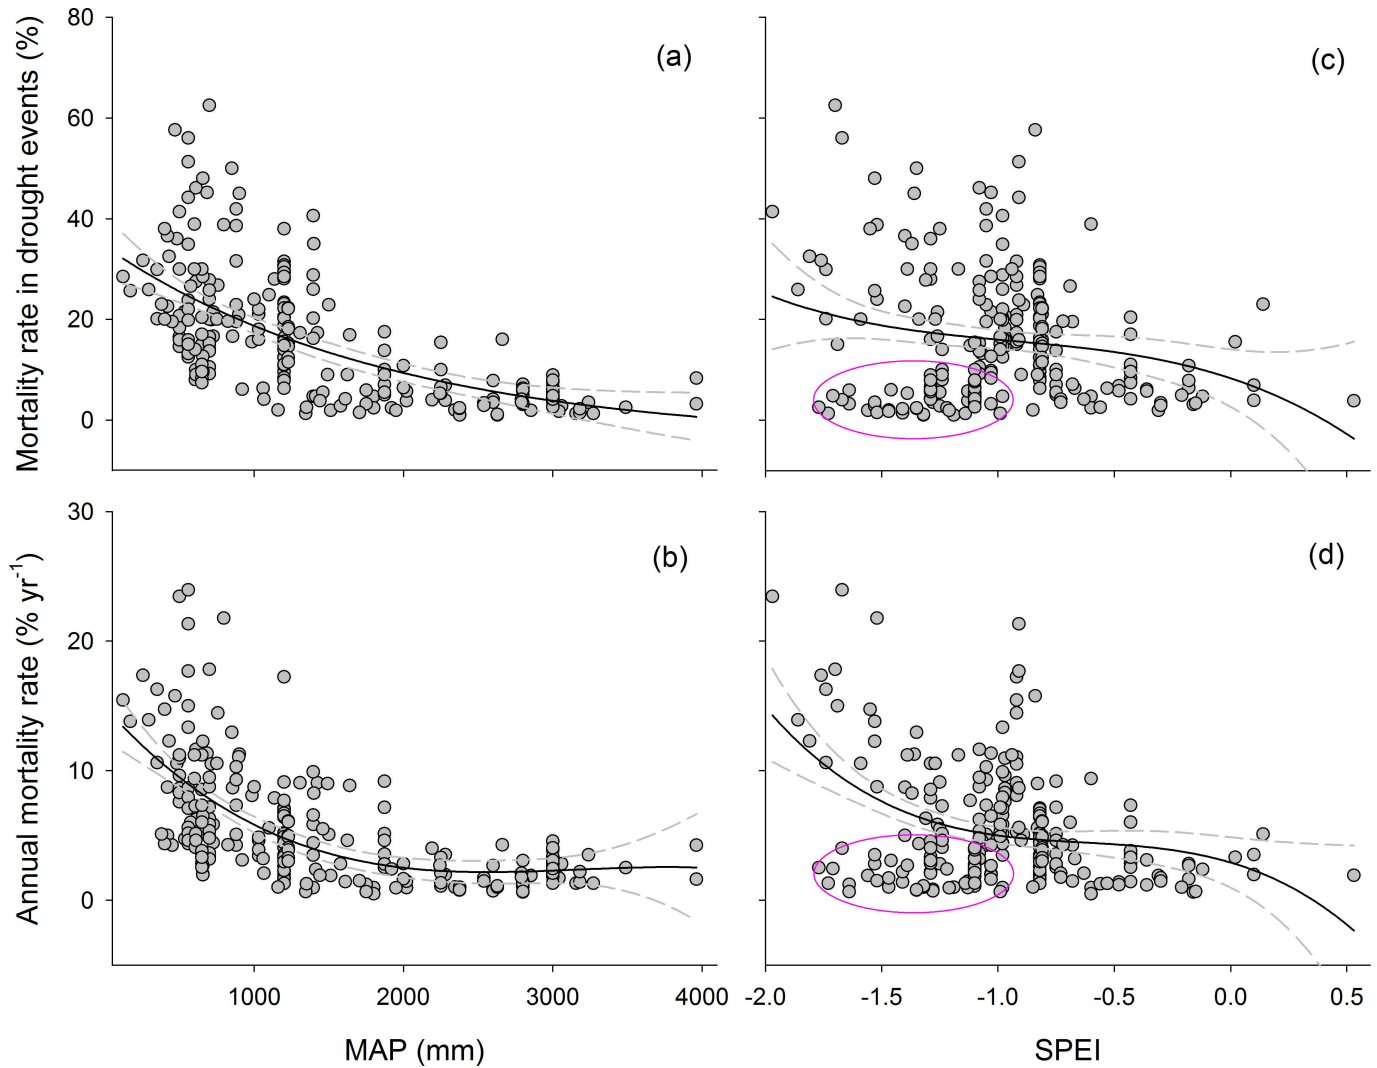 Mortality rate in drought events (%)
80
60
40
20
0
(a)
(c)
Annual mortality rate (% yr-1)
30
20
10
0
(b)
(d)
1000
2000
3000
4000
-2.0
-1.5
-1.0
-0.5
0.0
0.5
MAP (mm)
SPEI